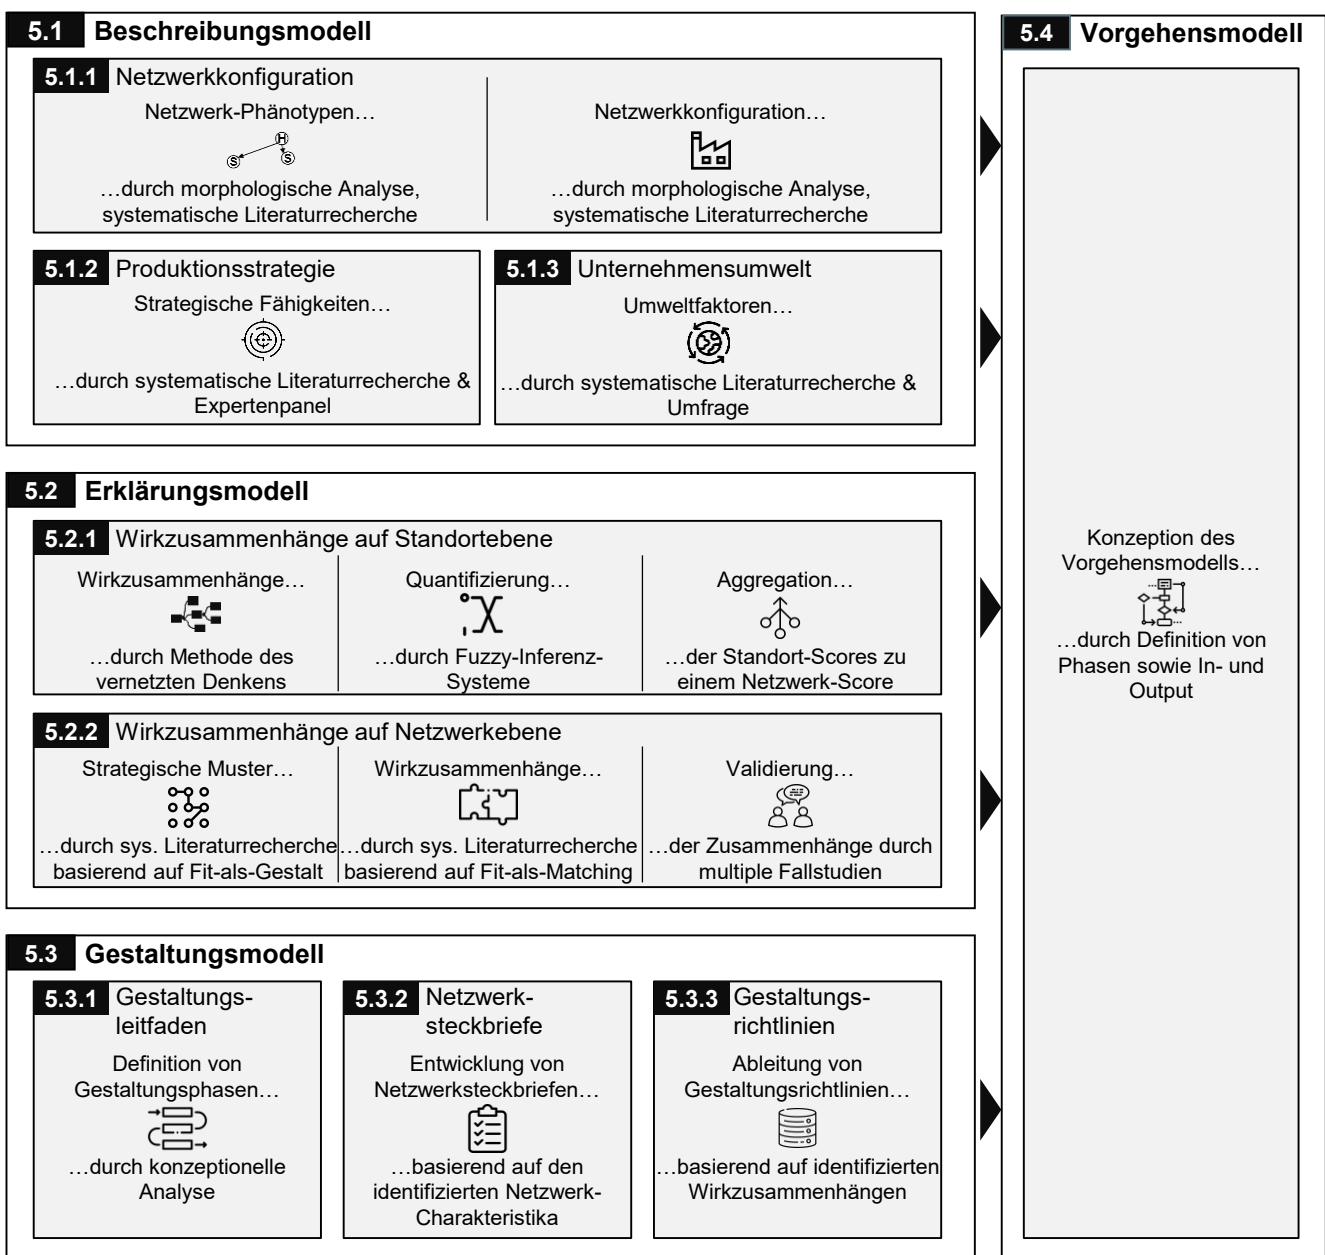 5.1 Beschreibungsmodell
5.1.1 Netzwerkkonfiguration
Netzwerk-Phänotypen…
H
S
S
…durch morphologische Analyse,
systematische Literaturrecherche
Netzwerkkonfiguration…
…durch morphologische Analyse,
systematische Literaturrecherche
5.1.2 Produktionsstrategie
Strategische Fähigkeiten…
…durch systematische Literaturrecherche &
Expertenpanel
5.1.3 Unternehmensumwelt
Umweltfaktoren…
…durch systematische Literaturrecherche &
Umfrage
5.2 Erklärungsmodell
5.2.1 Wirkzusammenhänge auf Standortebene
Wirkzusammenhänge…
…durch Methode des
vernetzten Denkens
Quantifizierung…
…durch Fuzzy-Inferenz-
Systeme
Aggregation…
…der Standort-Scores zu
einem Netzwerk-Score
5.2.2 Wirkzusammenhänge auf Netzwerkebene
Strategische Muster…
…durch sys. Literaturrecherche
basierend auf Fit-als-Gestalt
Wirkzusammenhänge…
…durch sys. Literaturrecherche
basierend auf Fit-als-Matching
Validierung…
…der Zusammenhänge durch
multiple Fallstudien
5.3 Gestaltungsmodell
5.3.1 Gestaltungs-
leitfaden
Definition von
Gestaltungsphasen…
…durch konzeptionelle
Analyse
5.3.2 Netzwerk-
steckbriefe
Entwicklung von
Netzwerksteckbriefen…
…basierend auf den
identifizierten Netzwerk-
Charakteristika
5.3.3 Gestaltungs-
richtlinien
Ableitung von
Gestaltungsrichtlinien…
…basierend auf identifizierten
Wirkzusammenhängen
5.4 Vorgehensmodell
Konzeption des
Vorgehensmodells…
…durch Definition von
Phasen sowie In- und
Output